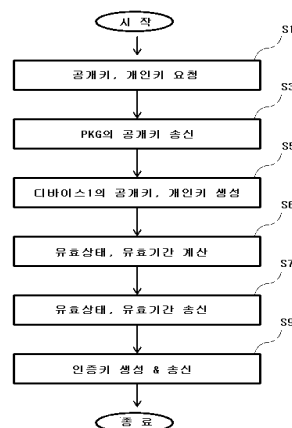 시 작
S1
공개키, 개인키 요청
S3
PKG의 공개키 송신
S5
디바이스1의 공개키, 개인키 생성
S6
유효상태, 유효기간 계산
S7
유효상태, 유효기간 송신
S9
인증키 생성 & 송신
종 료